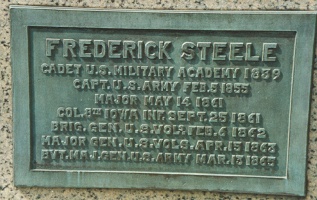 FREDERICK STEELE
CADET U.S. MILITARY ACADEMY 1839
CAPT. U.S. ARMY FEB. 5 1855
MAJOR MAY 14 1861
COL. 8TH IOWA INF. SEPT. 23 1861
BRIG. GEN. U.S. VOLS. FEB. 6 1862
MAJOR GEN. U.S. VOLS. APR. 15 1863
BVT. MAJ. GEN. U.S. ARMY MAR. 13 1865